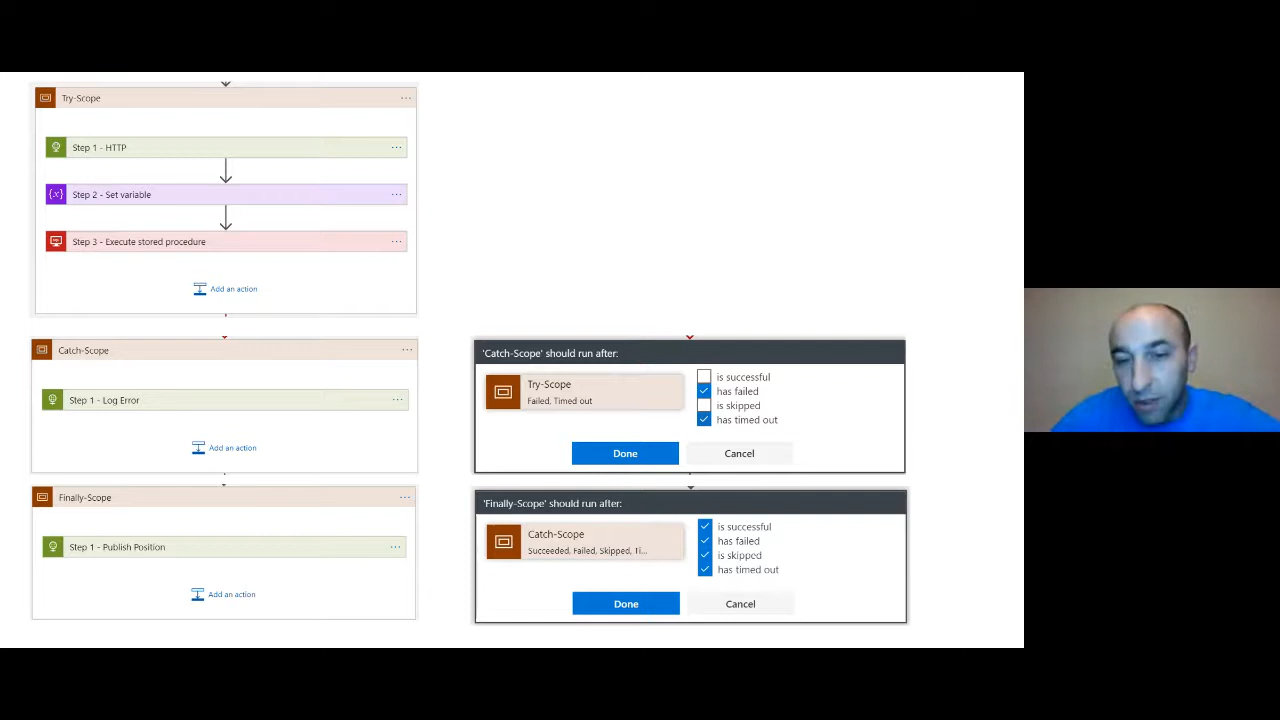 Try-Scope
Step 1 - HTTP
{x} Step 2 - Set variable
Step 3 - Execute stored procedure
Add an action
Catch-Scope
Step 1 - Log Error
Add an action
Finally-Scope
Step 1 - Publish Position
Add an action
'Catch-Scope' should run after:
Try-Scope
Failed, Timed out
is successful
has failed
is skipped
has timed out
Done
Cancel
'Finally-Scope' should run after:
Catch-Scope
Succeeded, Failed, Skipped, Ti...
is successful
has failed
is skipped
has timed out
Done
Cancel